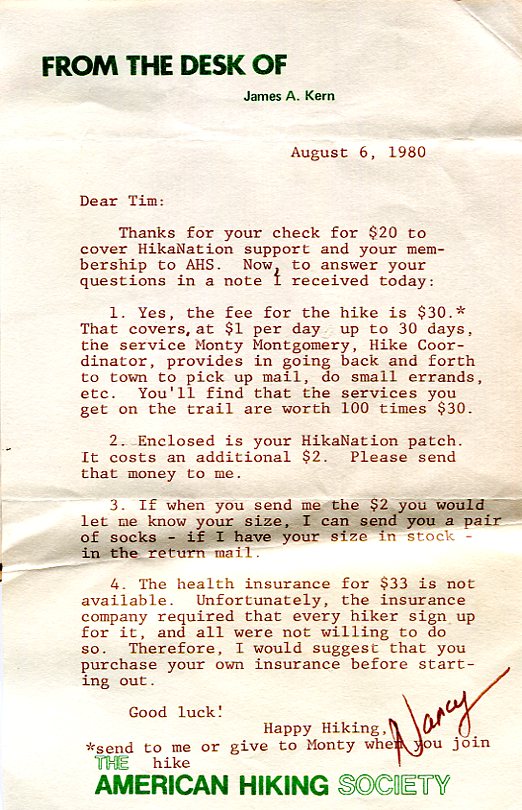 FROM THE DESK OF
James A. Kern
August 6, 1980
Dear Tim:
Thanks for your check for $20 to
cover HikaNation support and your mem-
bership to AHS. Now, to answer your
questions in a note I received today:
1. Yes, the fee for the hike is $30.*
That covers, at $1 per day up to 30 days,
the service Monty Montgomery, Hike Coor-
dinator, provides in going back and forth
to town to pick up mail, do small errands,
etc. You'll find that the services you
get on the trail are worth 100 times $30.
2. Enclosed is your HikaNation patch.
It costs an additional $2. Please send
that money to me.
3. If when you send me the $2 you would
let me know your size, I can send you a pair
of socks - if I have your size in stock -
in the return mail.
4. The health insurance for $33 is not
available. Unfortunately, the insurance
company required that every hiker sign up
for it, and all were not willing to do
so. Therefore, I would suggest that you
purchase your own insurance before start-
ing out.
Good luck!
Happy Hiking,
Nancy
*send to me or give to Monty when you join
THE hike
AMERICAN HIKING SOCIETY